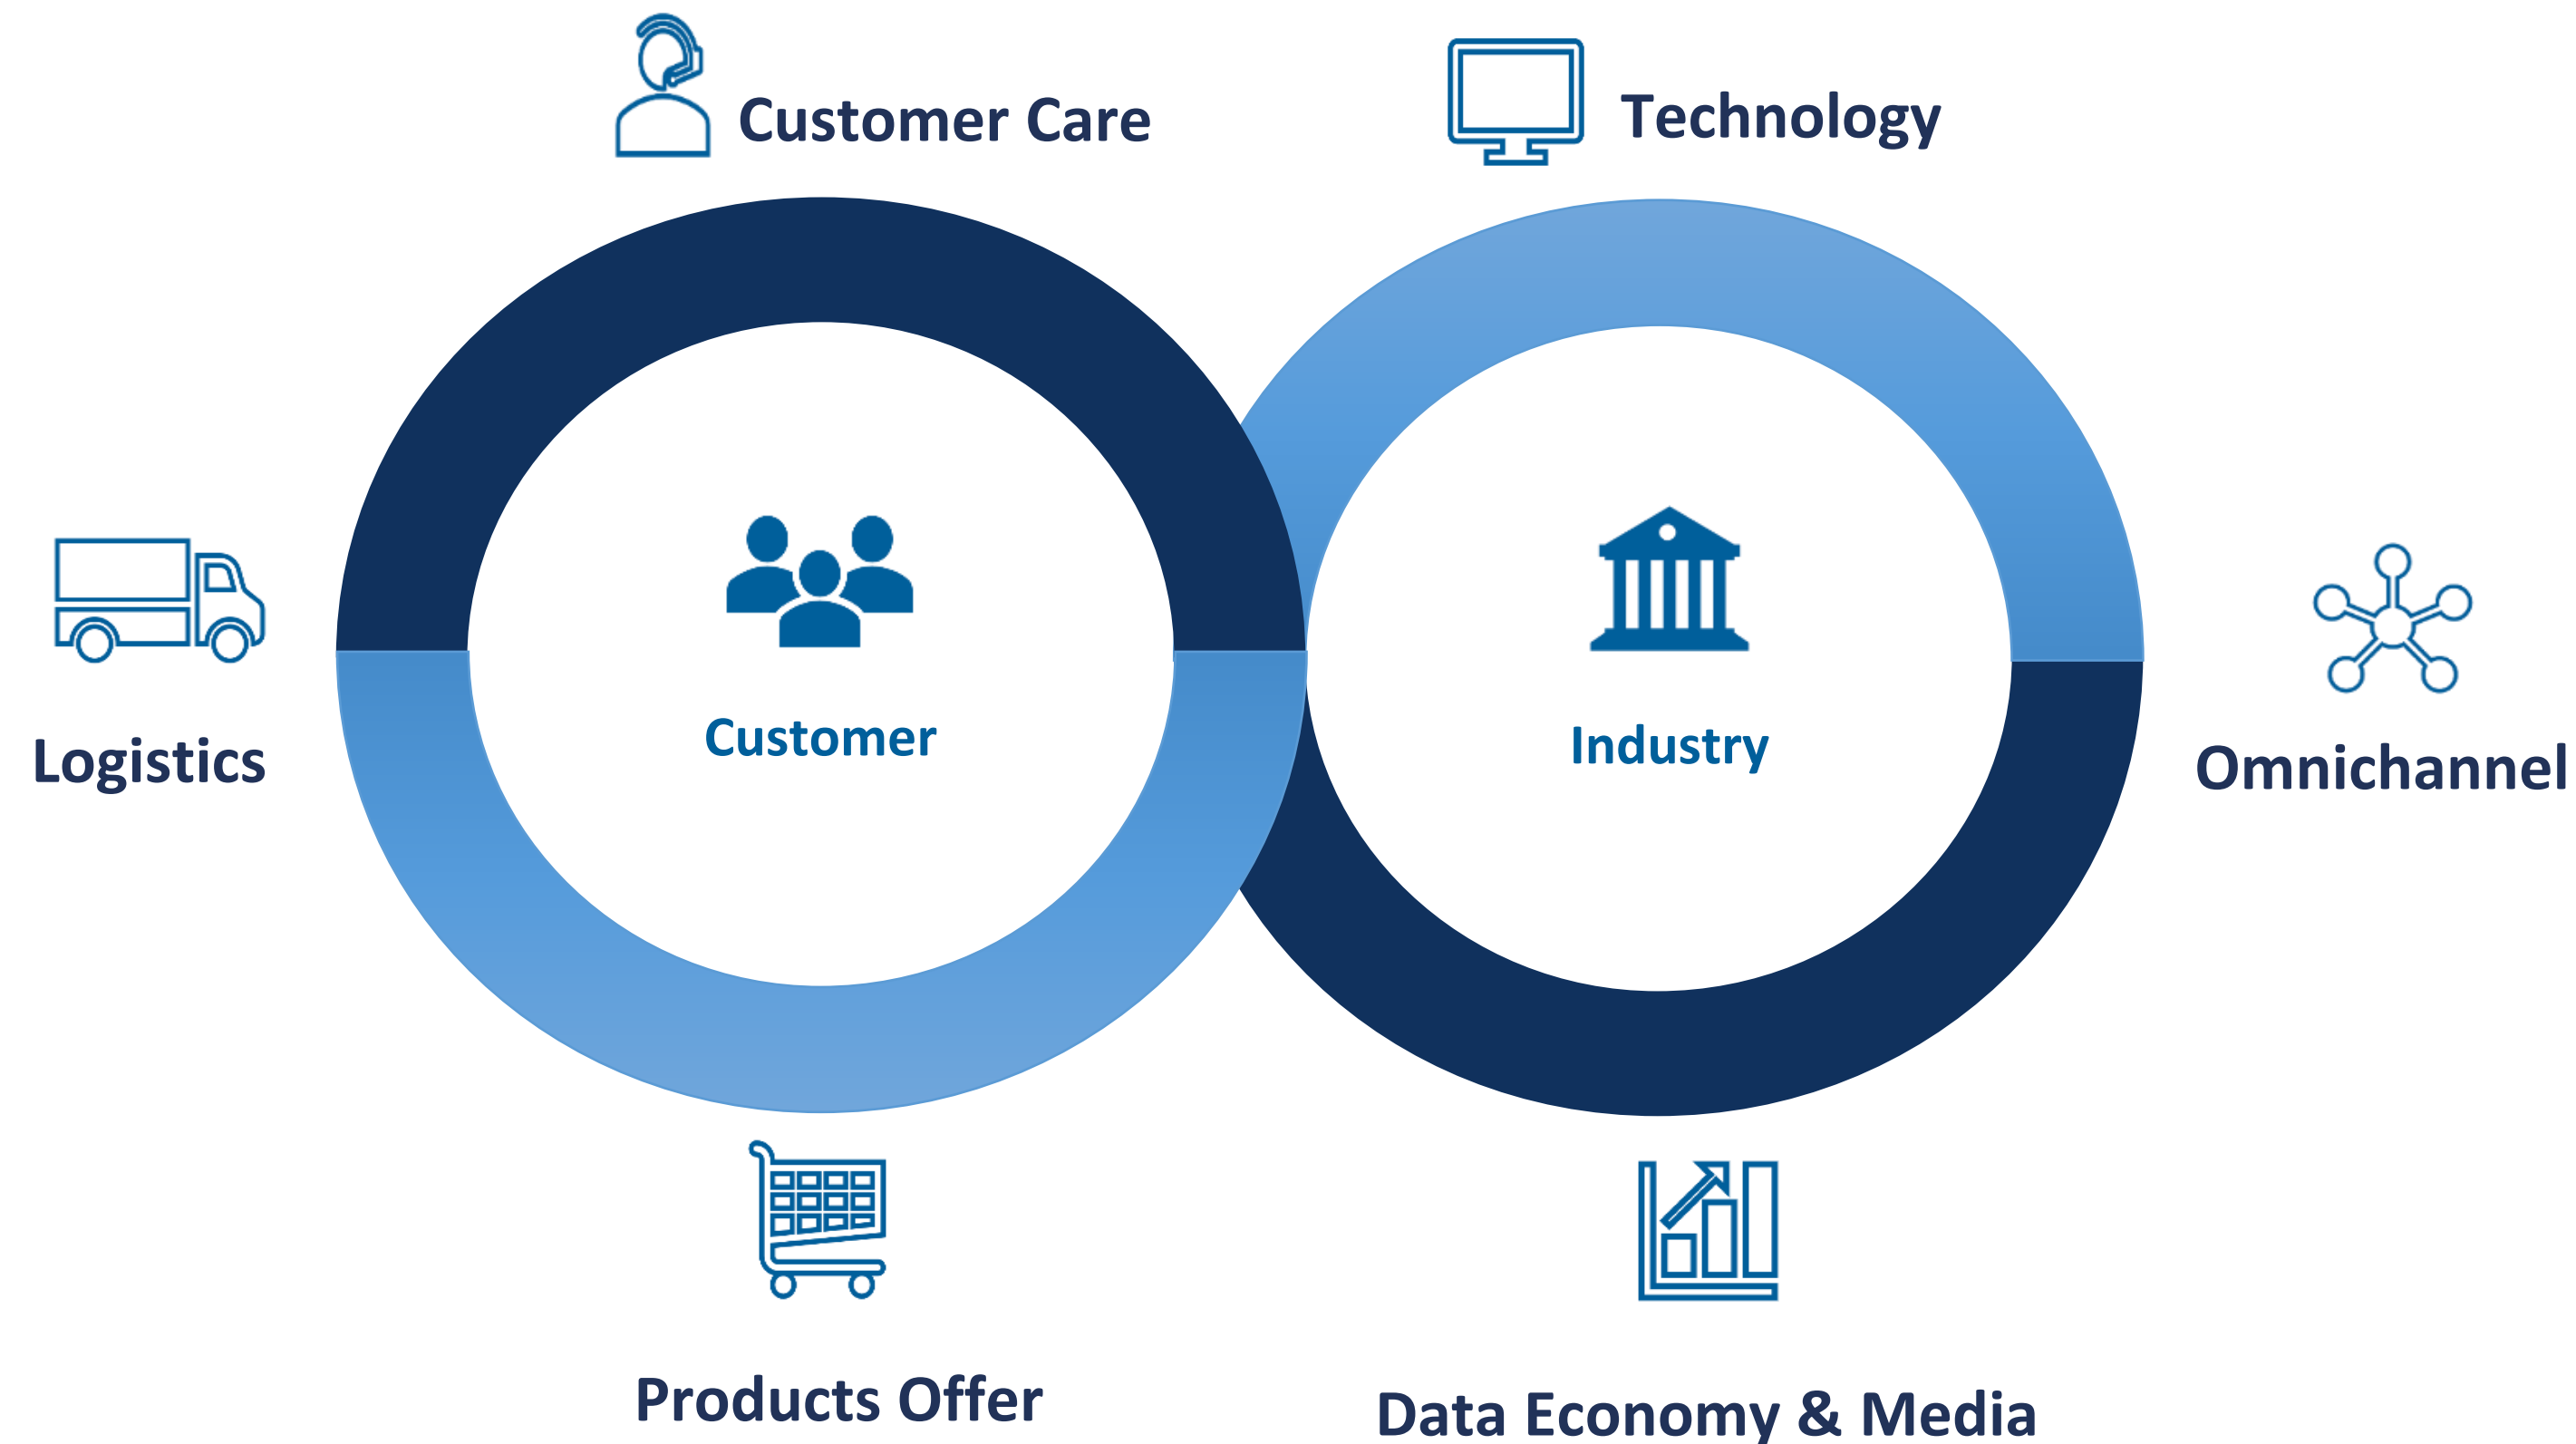 Customer Care
Technology
Customer
Industry
Logistics
Omnichannel
Products Offer
Data Economy & Media